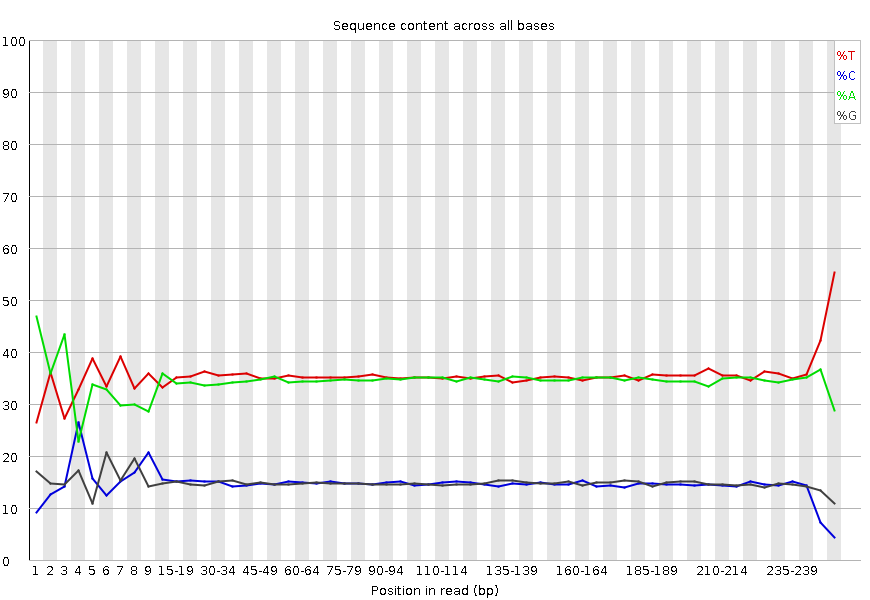 Sequence content across all bases
100
90
80
70
60
50
40
30
20
10
0
%T
%C
%A
%G
1 2 3 4 5 6 7 8 9 15-19 30-34 45-49 60-64 75-79 90-94 110-114 135-139 160-164 185-189 210-214 235-239
Position in read (bp)